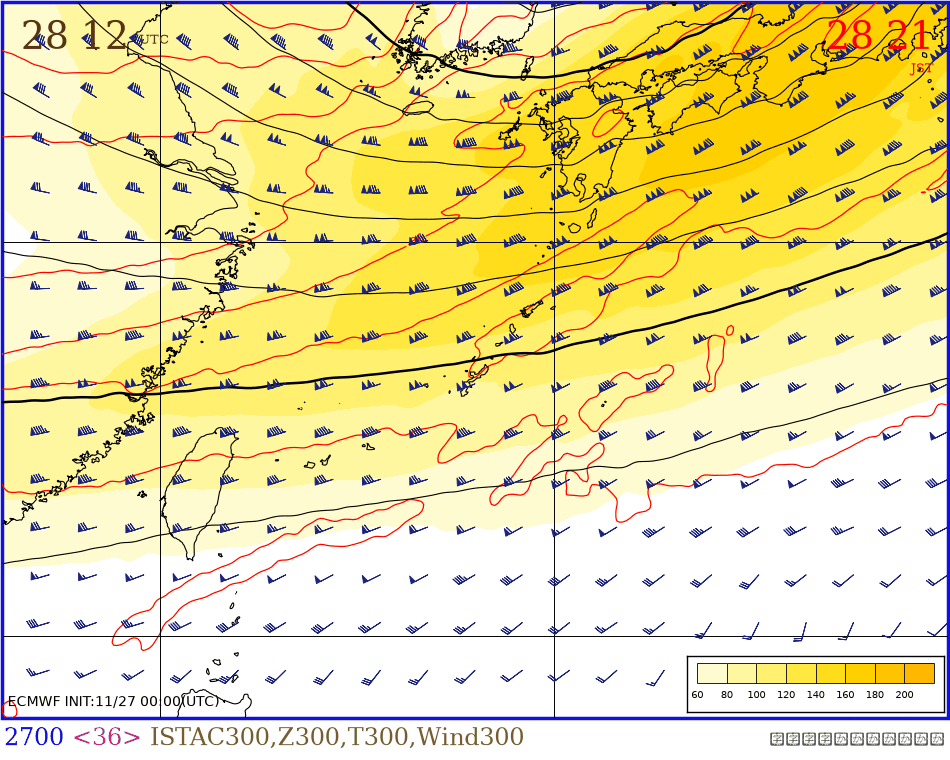 28 12 UTC
28 21
JST
60 80 100 120 140 160 180 200
ECMWF INIT:11/27 00:00(UTC)
2700 <36> ISTAC300,Z300,T300,Wind300